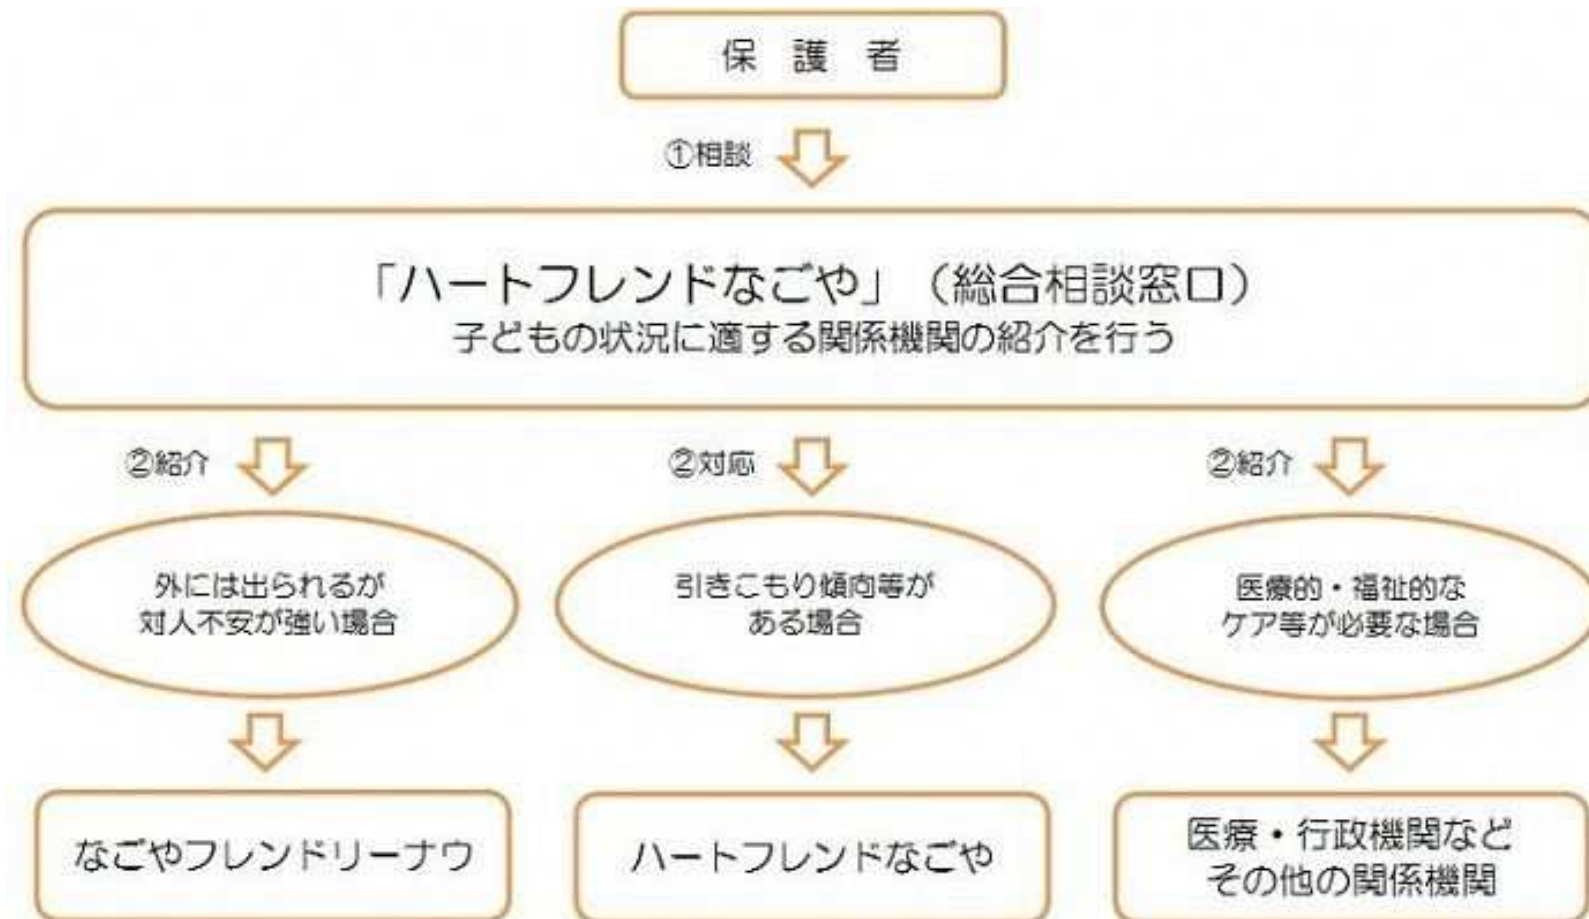 保護者
①相談
「ハートフレンドなごや」（総合相談窓口）
子どもの状況に適する関係機関の紹介を行う
②紹介
②対応
②紹介
外には出られるが
対人不安が強い場合
引きこもり傾向等が
ある場合
医療的・福祉的な
ケア等が必要な場合
なごやフレンドリーナウ
ハートフレンドなごや
医療・行政機関など
その他の関係機関